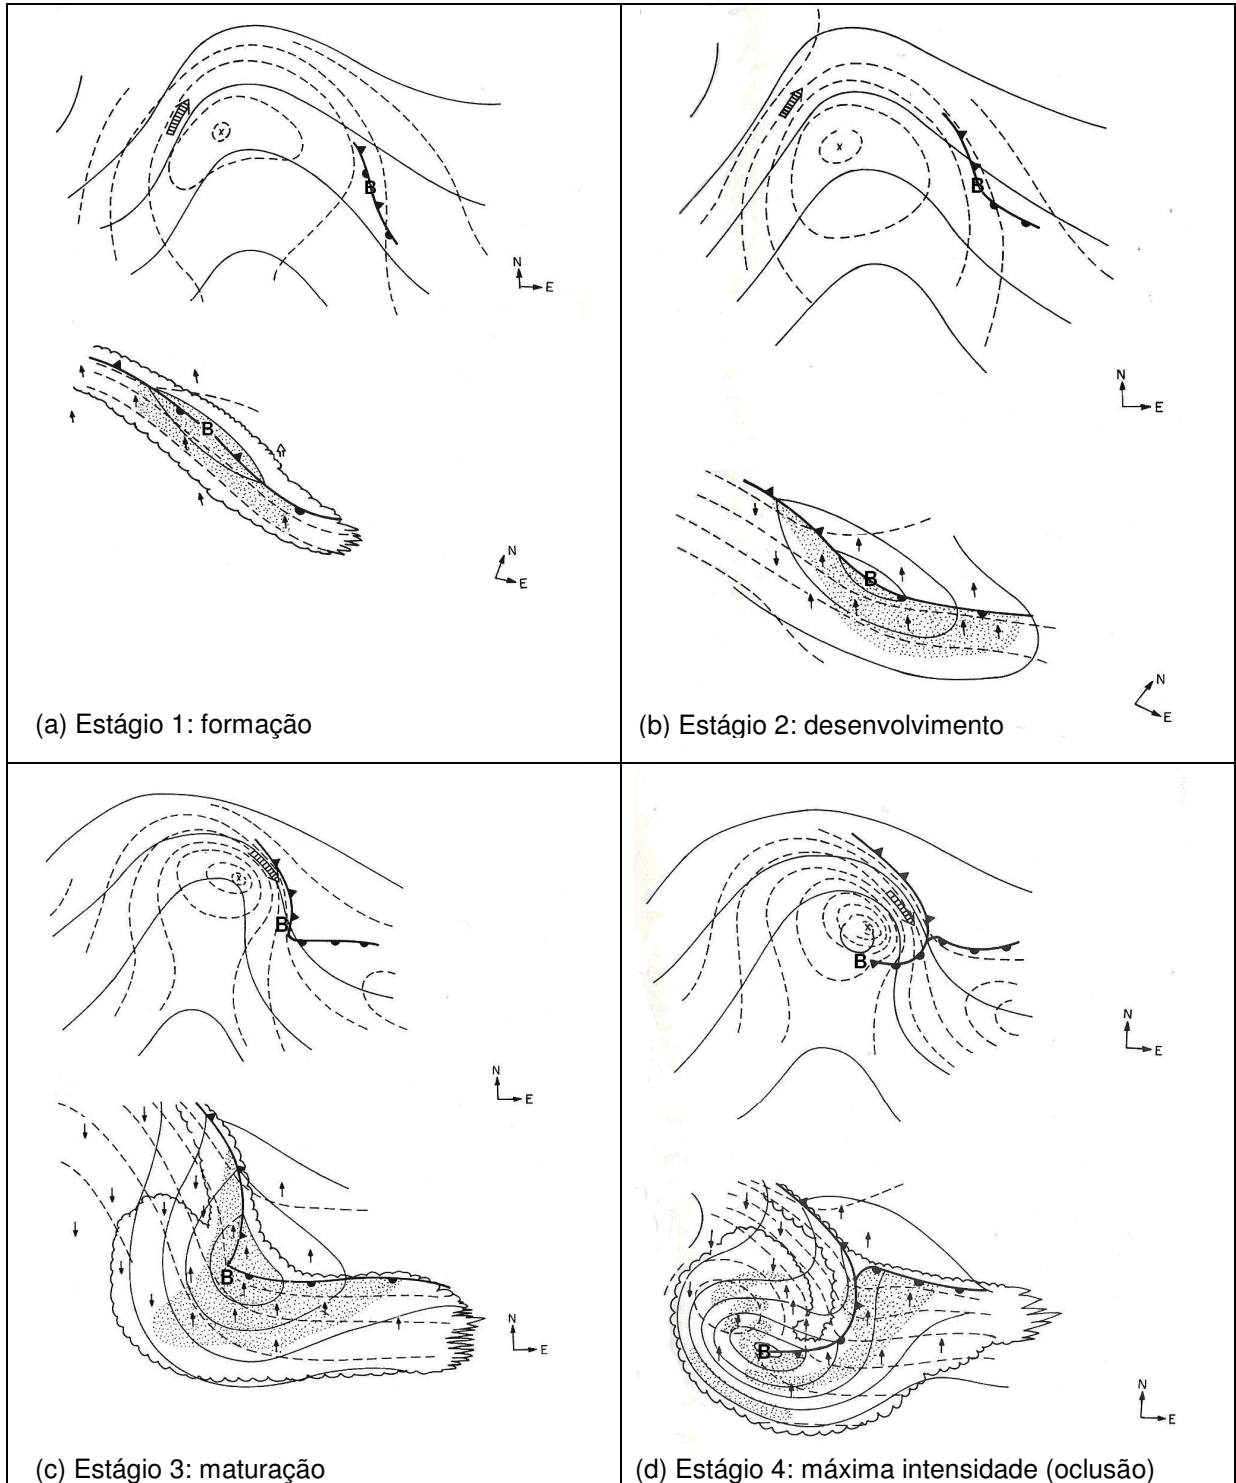 x
B
N
E
B
N
E
(a) Estágio 1: formação
x
B
N
E
B
N
E
(b) Estágio 2: desenvolvimento
x
B
N
E
B
N
E
(c) Estágio 3: maturação
x
B
N
E
B
N
E
(d) Estágio 4: máxima intensidade (oclusão)